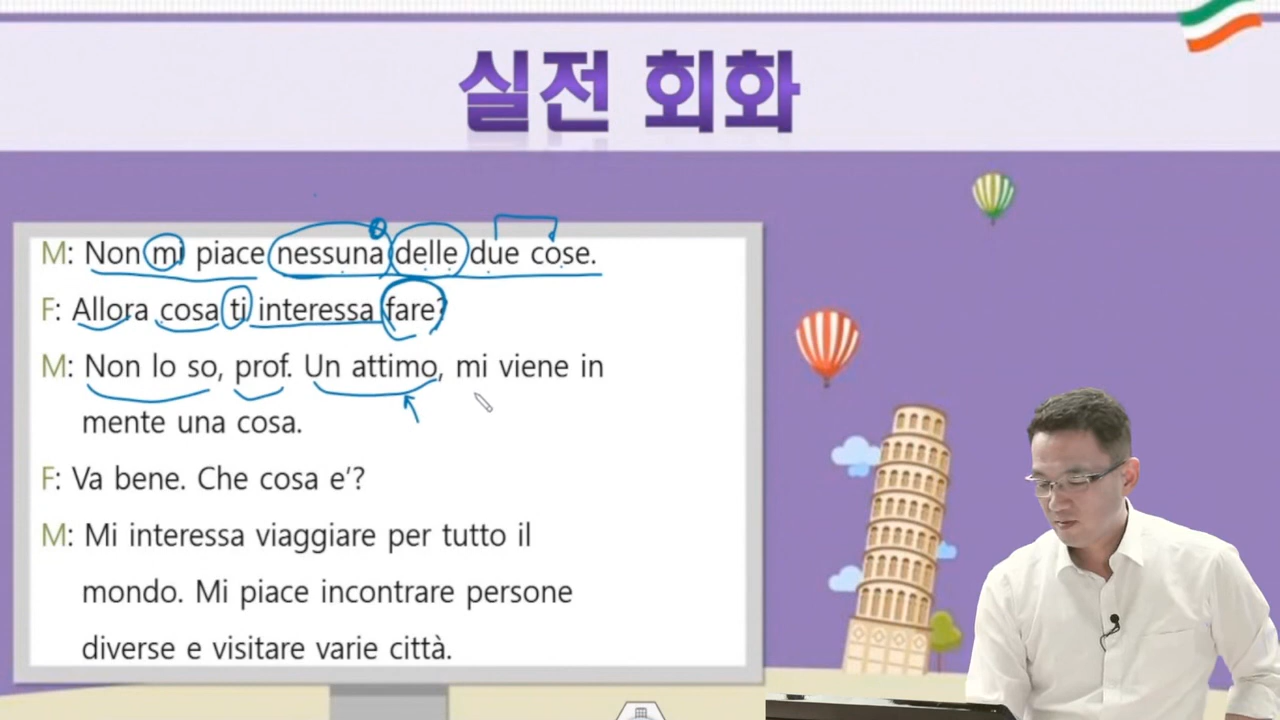 실전 회화
M: Non mi piace nessuna delle due cose.
F: Allora cosa ti interessa fare?
M: Non lo so, prof. Un attimo, mi viene in
mente una cosa.
F: Va bene. Che cosa e’?
M: Mi interessa viaggiare per tutto il
mondo. Mi piace incontrare persone
diverse e visitare varie città.